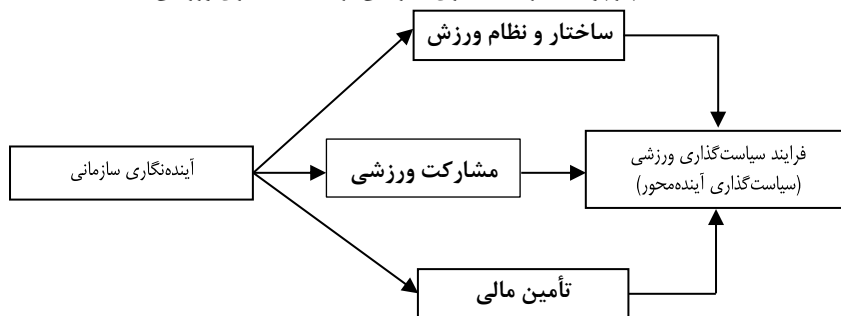 ساختار و نظام ورزش
آینده‌نگاری سازمانی
مشارکت ورزشی
فرایند سیاست‌گذاری ورزشی
(سیاست‌گذاری آینده‌محور)
تأمین مالی